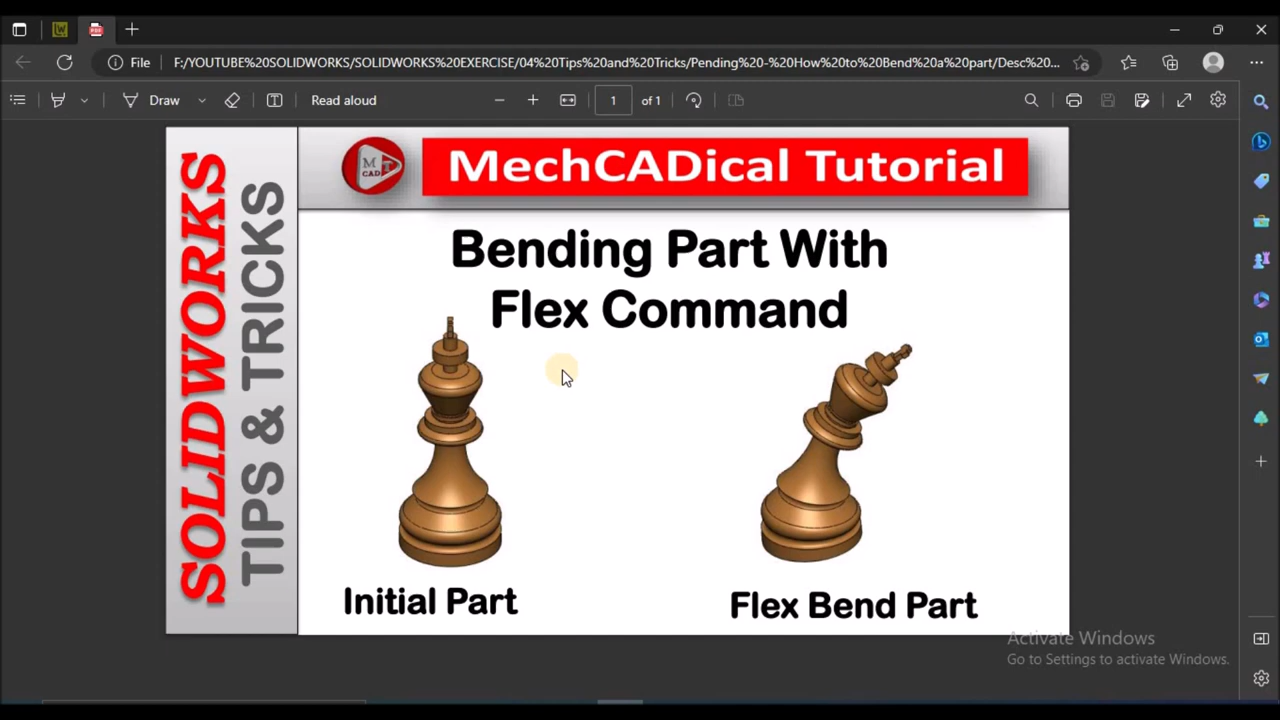 File
F:/YOUTUBE%20SOLIDWORKS/SOLIDWORKS%20EXERCISE/04%20Tips%20and%20Tricks/Pending%20-%20How%20to%20Bend%20a%20part/Desc%20...
Draw
Read aloud
1
of 1
PDF
SOLIDWORKS
TIPS & TRICKS
M T
CAD
MechCADical Tutorial
Bending Part With
Flex Command
Initial Part
Flex Bend Part
Activate Windows
Go to Settings to activate Windows.